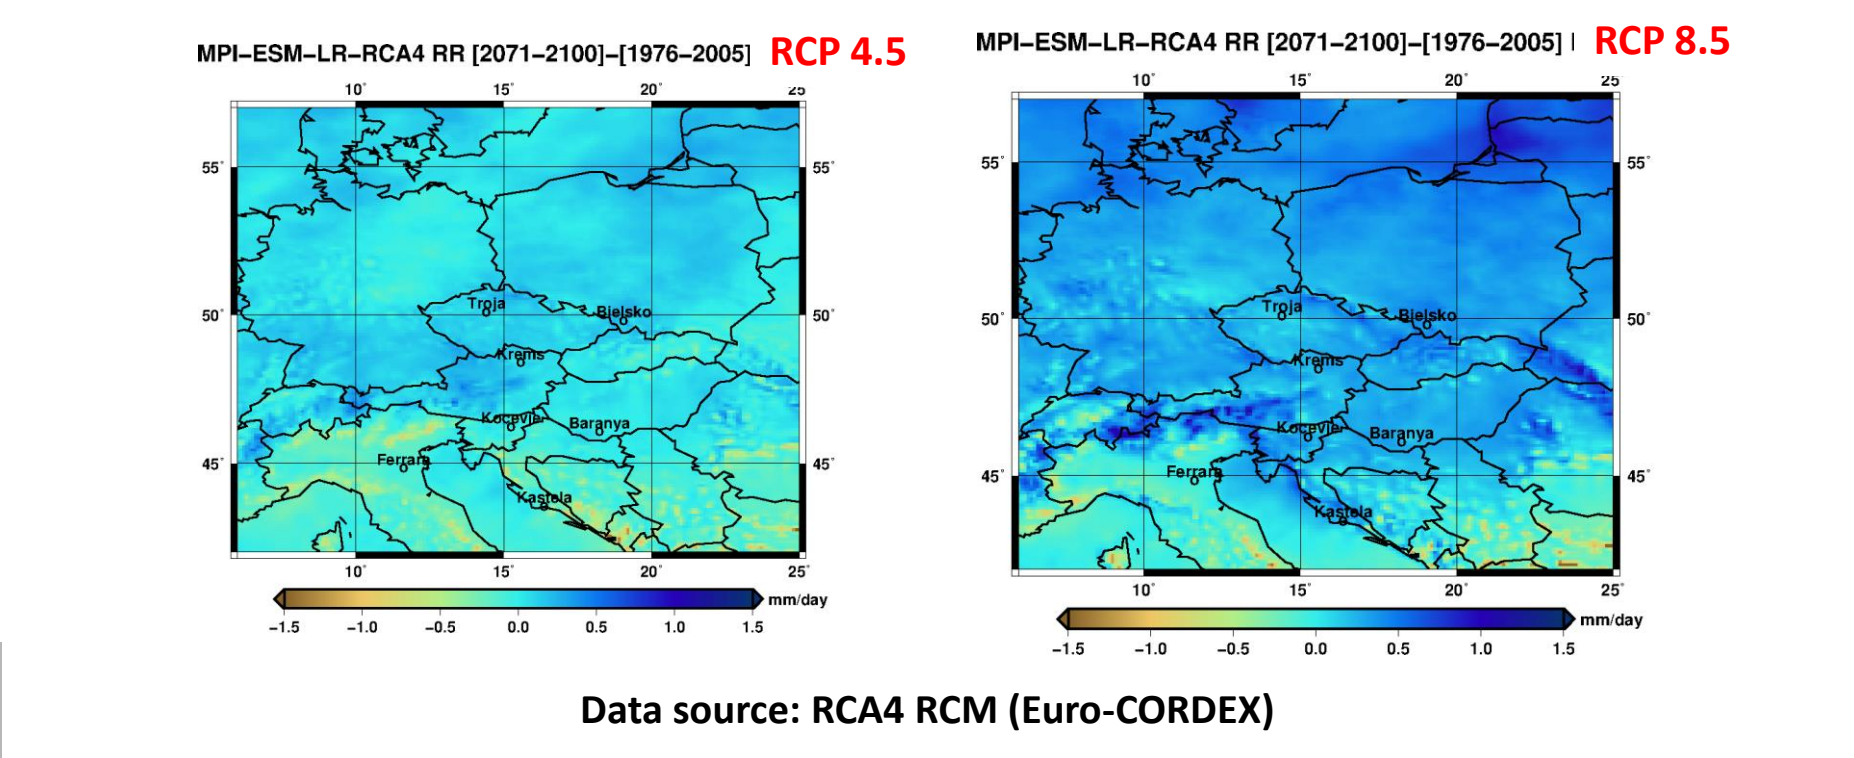 MPI–ESM–LR–RCA4 RR [2071–2100]–[1976–2005] RCP 4.5
10° 15° 20° 25
55° 55°
50° 50°
45° 45°
Troja
Bielsko
Krems
Kocevje
Baranya
Ferrara
Kastela
10° 15° 20° 25°
mm/day
−1.5 −1.0 −0.5 0.0 0.5 1.0 1.5
MPI–ESM–LR–RCA4 RR [2071–2100]–[1976–2005] RCP 8.5
10° 15° 20° 25
55° 55°
50° 50°
45° 45°
Troja
Bielsko
Krems
Kocevje
Baranya
Ferrara
Kastela
10° 15° 20° 25°
mm/day
−1.5 −1.0 −0.5 0.0 0.5 1.0 1.5
Data source: RCA4 RCM (Euro-CORDEX)